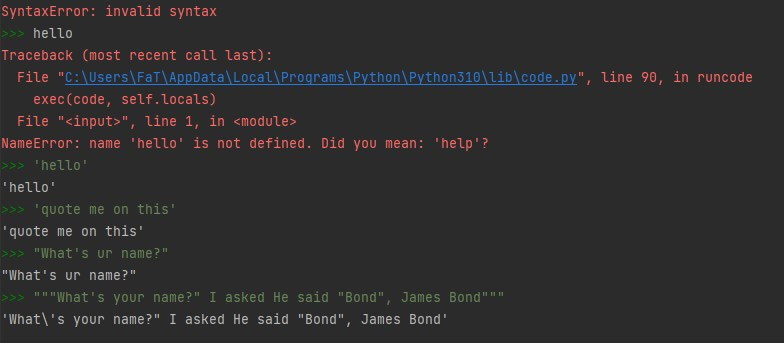 SyntaxError: invalid syntax
>>> hello
Traceback (most recent call last):
  File "C:\Users\FaT\AppData\Local\Programs\Python\Python310\lib\code.py", line 90, in runcode
    exec(code, self.locals)
  File "<input>", line 1, in <module>
NameError: name 'hello' is not defined. Did you mean: 'help'?
>>> 'hello'
'hello'
>>> 'quote me on this'
'quote me on this'
>>> "What's ur name?"
"What's ur name?"
>>> """What's your name?" I asked He said "Bond", James Bond"""
'What\'s your name?" I asked He said "Bond", James Bond'